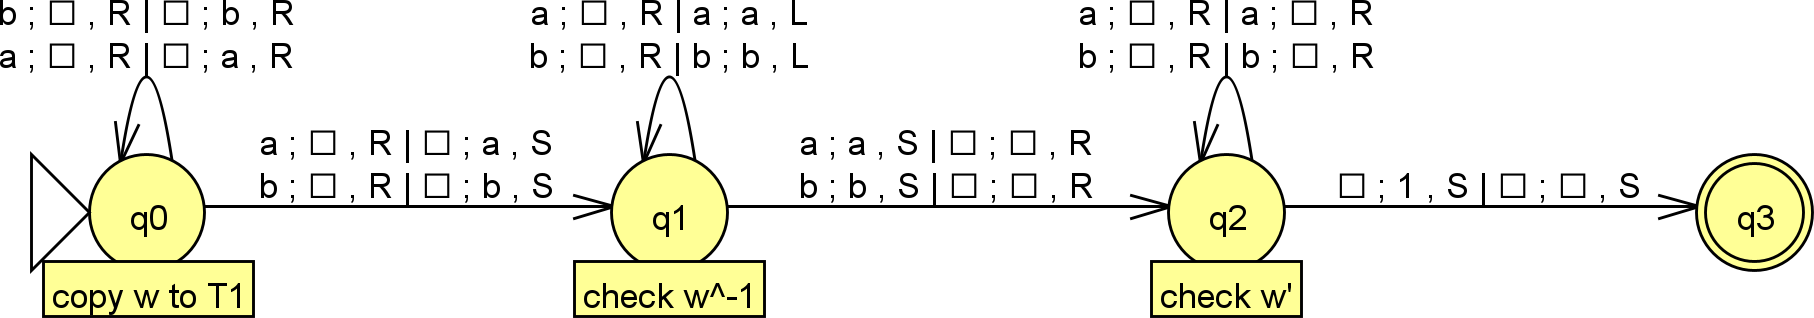 b ; □ , R | □ ; b , R
a ; □ , R | □ ; a , R
a ; □ , R | a ; a , L
b ; □ , R | b ; b , L
a ; □ , R | a ; □ , R
b ; □ , R | b ; □ , R
a ; □ , R | □ ; a , S
b ; □ , R | □ ; b , S
a ; a , S | □ ; □ , R
b ; b , S | □ ; □ , R
□ ; 1 , S | □ ; □ , S
q0
q1
q2
q3
copy w to T1
check w^-1
check w'